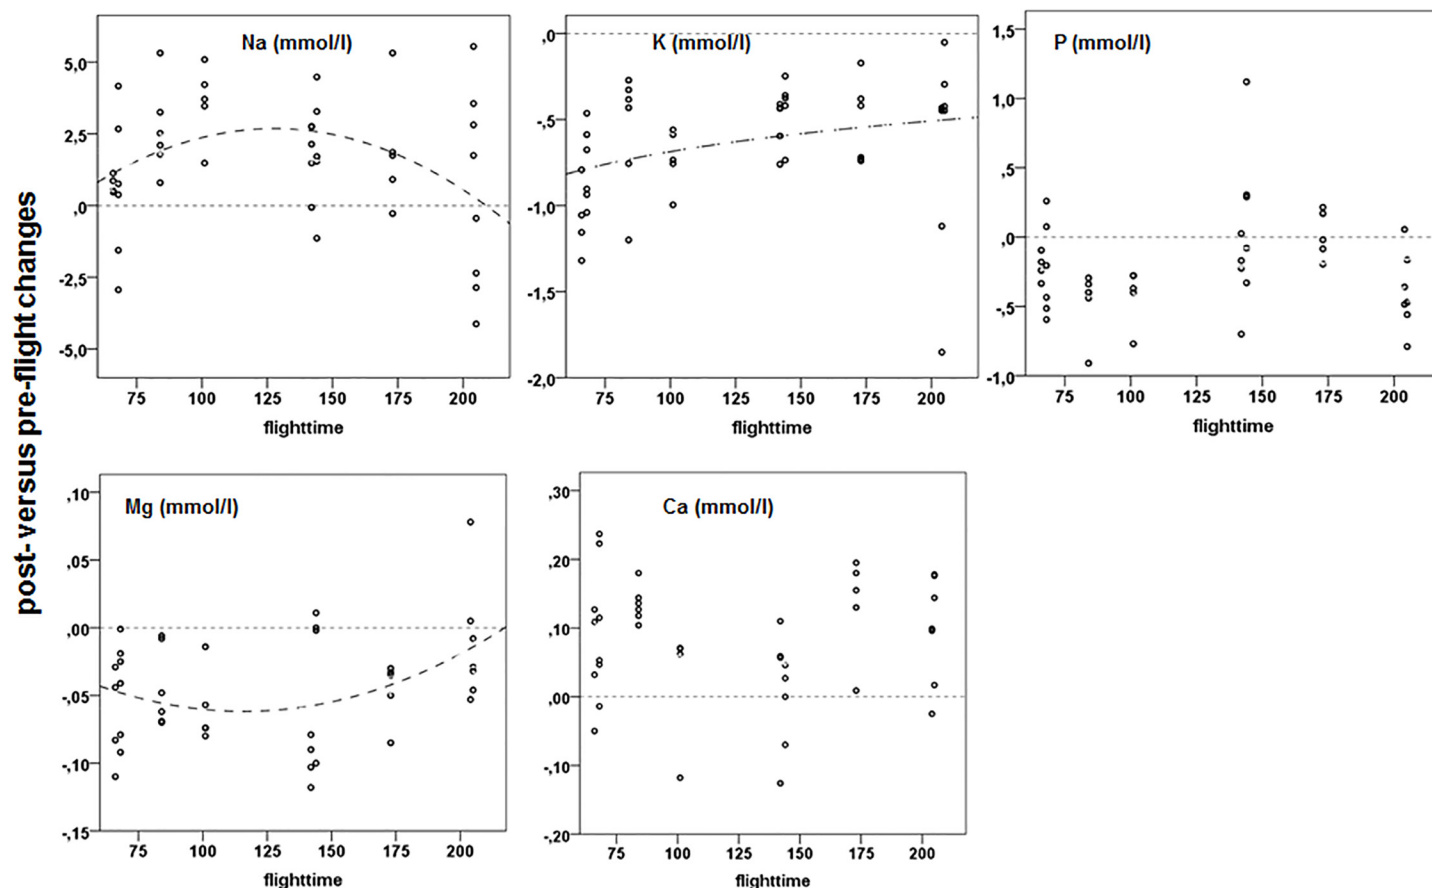 post- versus pre-flight changes
Na (mmol/l)
5,0
2,5
,0
-2,5
-5,0
75 100 125 150 175 200
flighttime
K (mmol/l)
,0
-,5
-1,0
-1,5
-2,0
75 100 125 150 175 200
flighttime
P (mmol/l)
1,5
1,0
,5
,0
-,5
-1,0
75 100 125 150 175 200
flighttime
Mg (mmol/l)
,10
,05
,00
-,05
-,10
-,15
75 100 125 150 175 200
flighttime
Ca (mmol/l)
,30
,20
,10
,00
-,10
-,20
75 100 125 150 175 200
flighttime